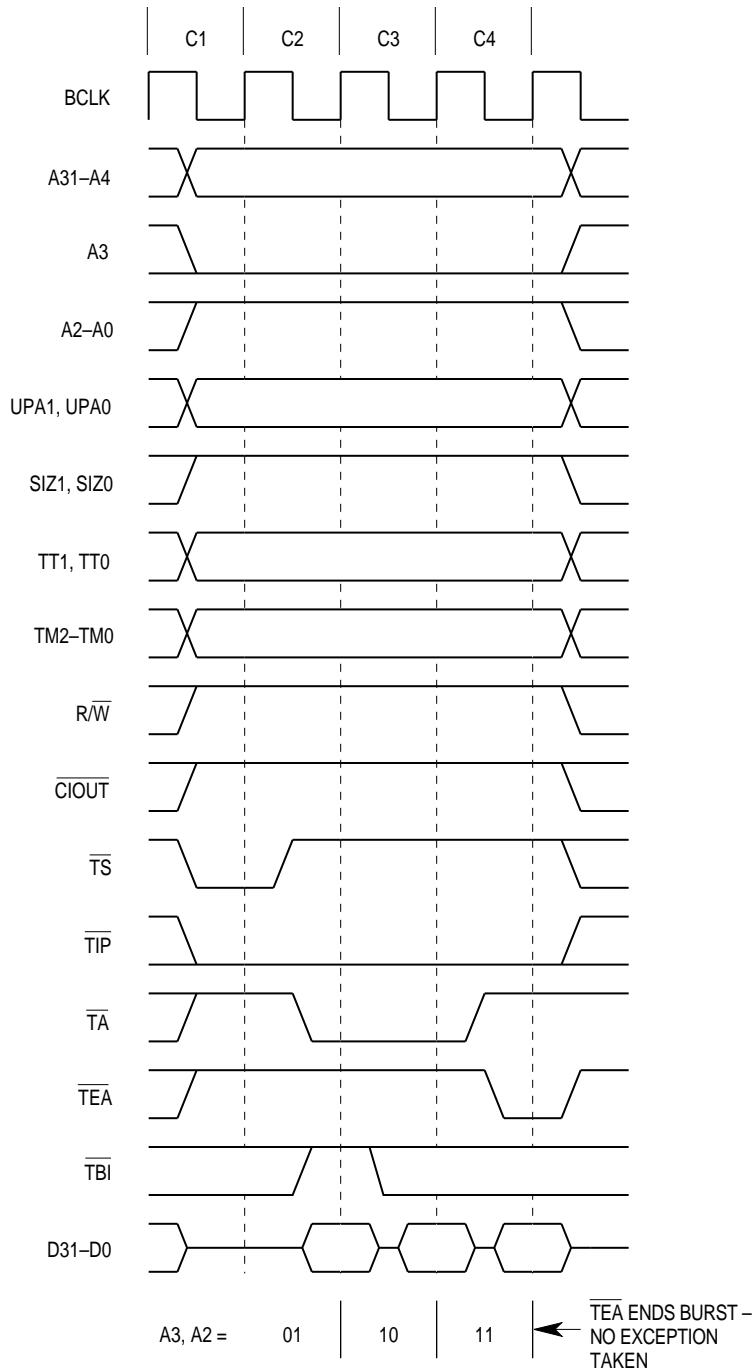 C1 C2 C3 C4
BCLK
A31–A4
A3
A2–A0
UPA1, UPA0
SIZ1, SIZ0
TT1, TT0
TM2–TM0
R/W
CIOUT
TS
TIP
TA
TEA
TBI
D31–D0
A3, A2 = 01 10 11
TEA ENDS BURST –
NO EXCEPTION
TAKEN